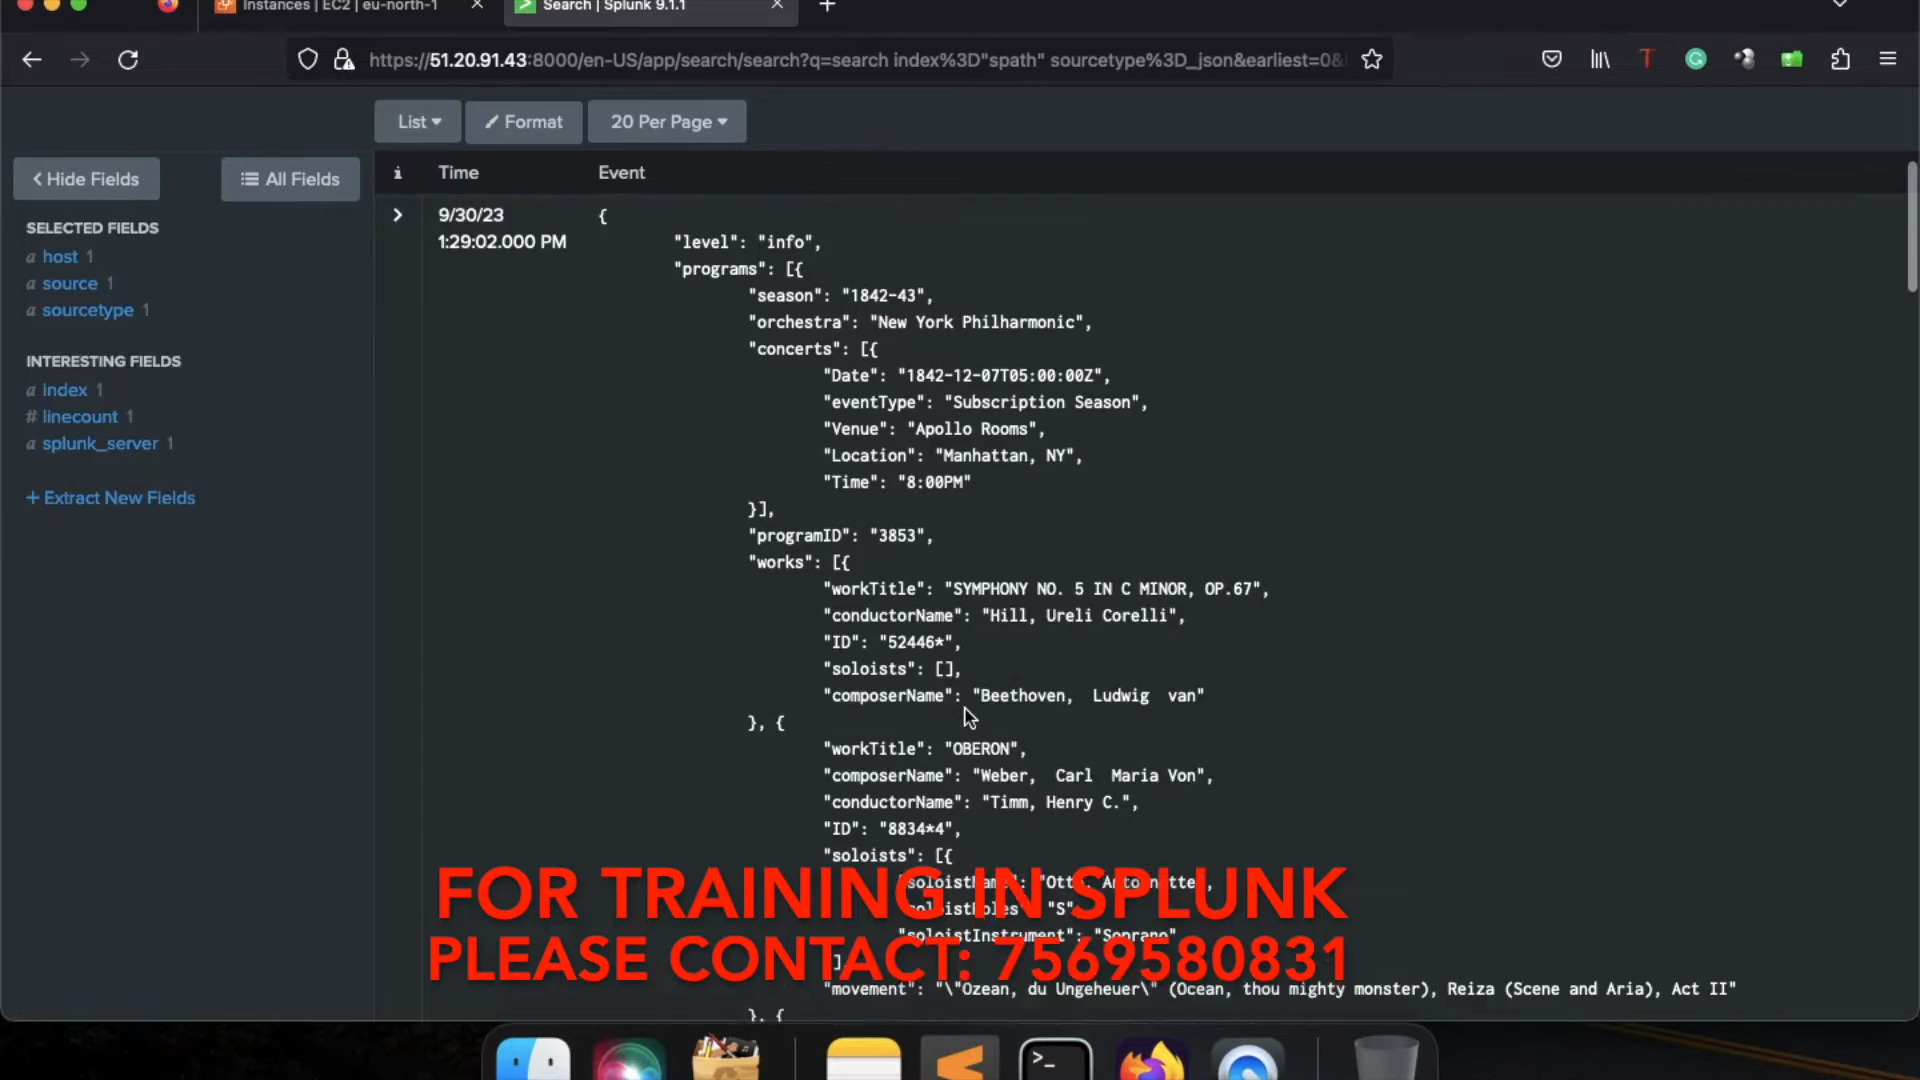 Instances | EC2 | eu-north-1
Search | Splunk 9.1.1
https://51.20.91.43:8000/en-US/app/search/search?q=search index%3D"spath" sourcetype%3D_json&earliest=0&
List
Format
20 Per Page
Hide Fields
All Fields
i
Time
Event
SELECTED FIELDS
a host 1
a source 1
a sourcetype 1
INTERESTING FIELDS
a index 1
# linecount 1
a splunk_server 1
+ Extract New Fields
9/30/23
1:29:02.000 PM
{
"level": "info",
"programs": [{
"season": "1842-43",
"orchestra": "New York Philharmonic",
"concerts": [{
"Date": "1842-12-07T05:00:00Z",
"eventType": "Subscription Season",
"Venue": "Apollo Rooms",
"Location": "Manhattan, NY",
"Time": "8:00PM"
}],
"programID": "3853",
"works": [{
"workTitle": "SYMPHONY NO. 5 IN C MINOR, OP.67",
"conductorName": "Hill, Ureli Corelli",
"ID": "52446*",
"soloists": [],
"composerName": "Beethoven,  Ludwig  van"
}, {
"workTitle": "OBERON",
"composerName": "Weber,  Carl  Maria Von",
"conductorName": "Timm, Henry C.",
"ID": "8834*4",
"soloists": [{
"soloistName": "Otto, Antoinette",
"soloistRoles": "S"
"soloistInstrument": "Soprano"
"movement": "\"Ozean, du Ungeheuer\" (Ocean, thou mighty monster), Reiza (Scene and Aria), Act II"
}, {
FOR TRAINING IN SPLUNK
PLEASE CONTACT: 7569580831